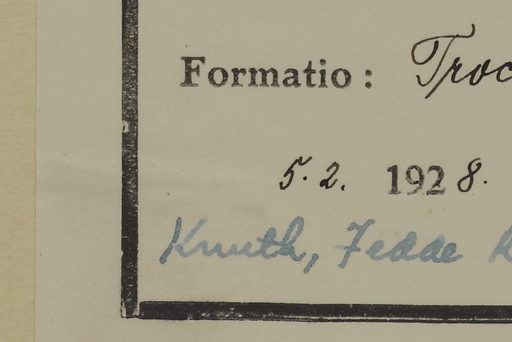 Formatio: Troc
5. 2. 1928.
Knuth, Fedde R